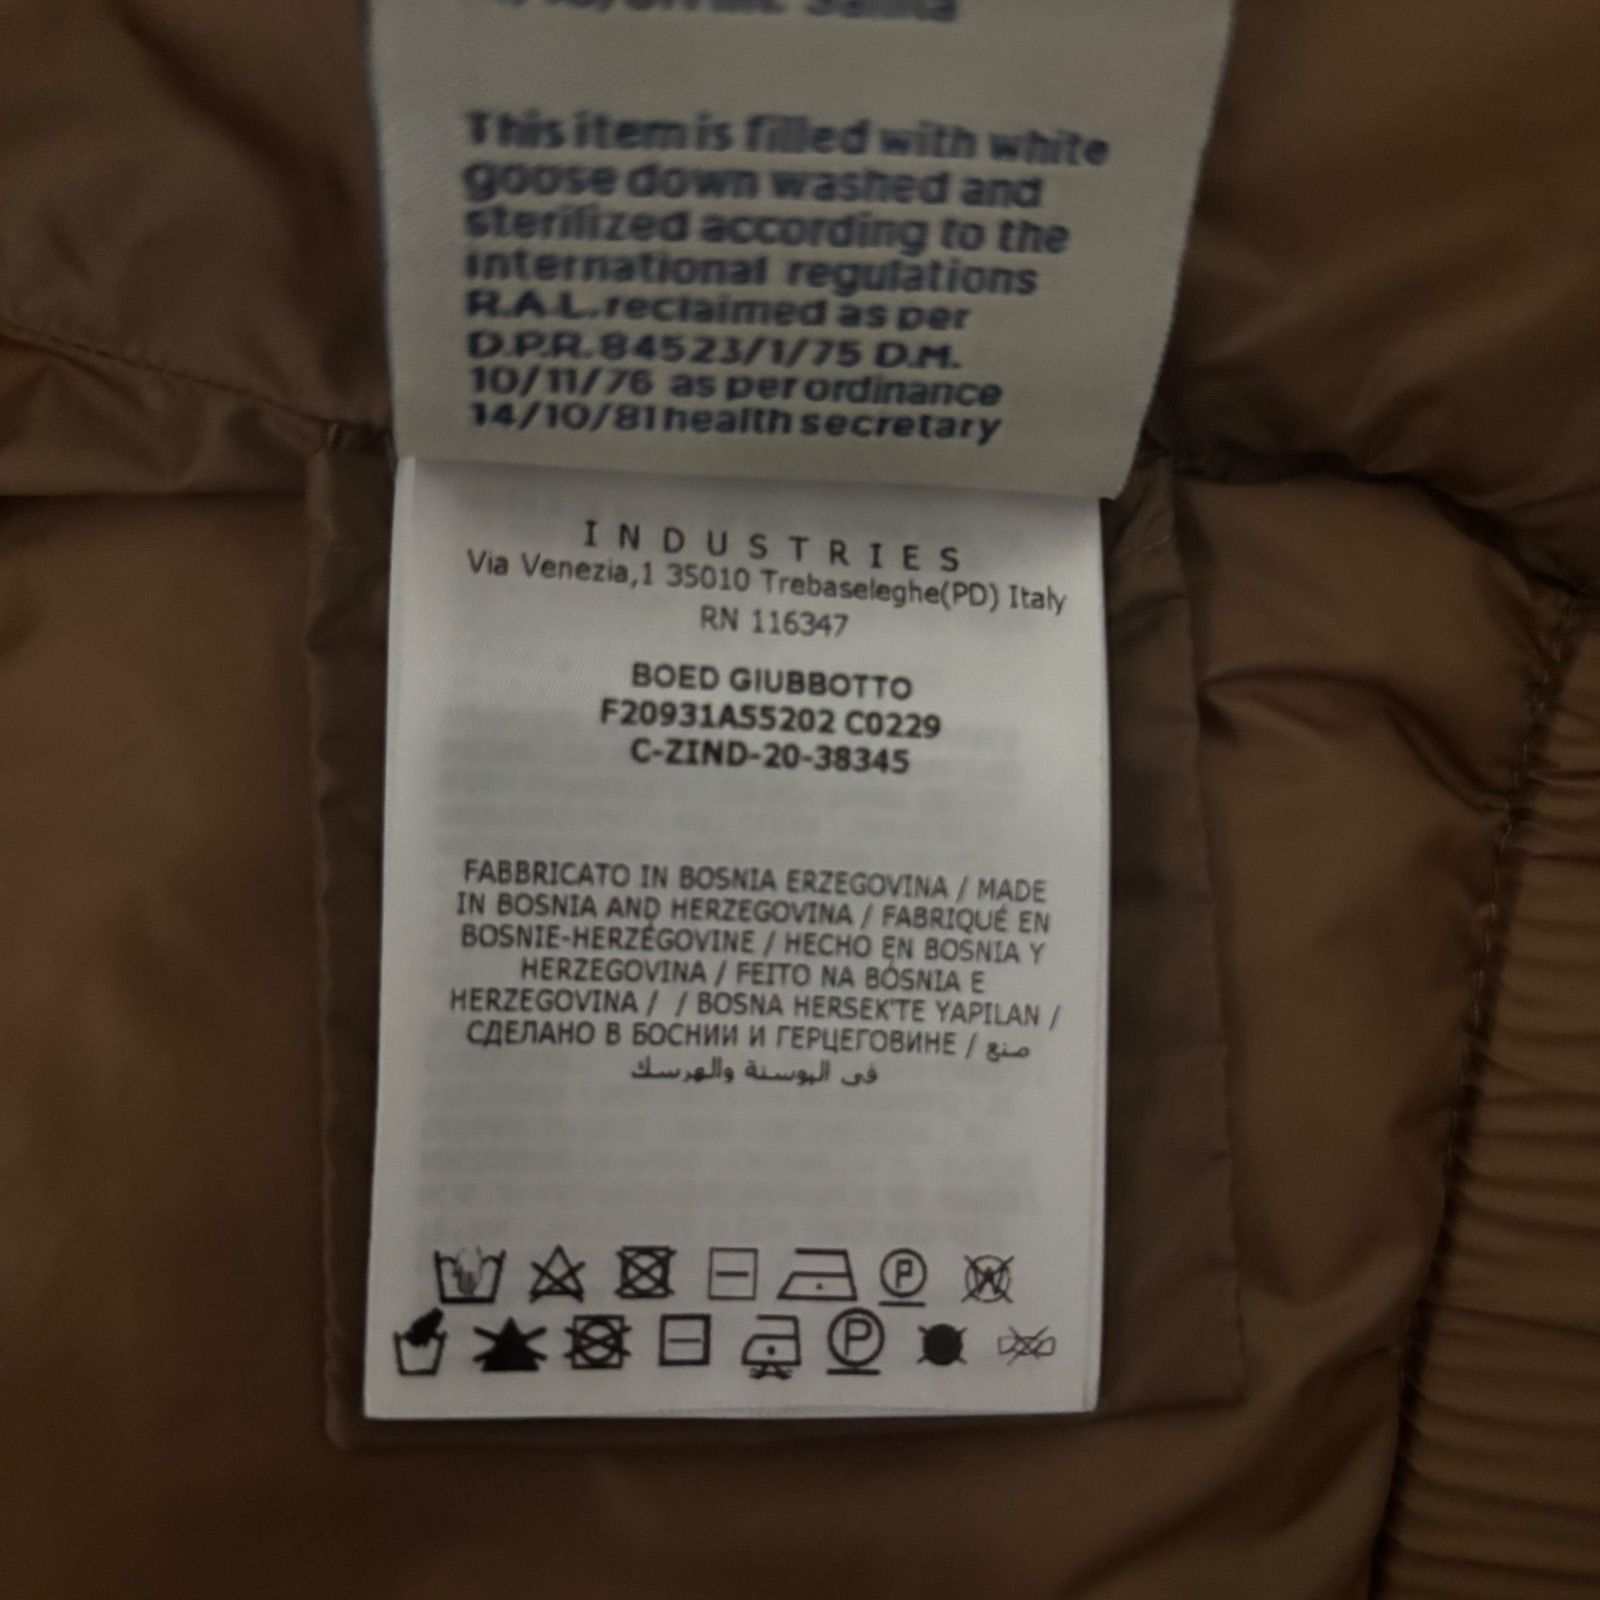 This item is filled with white
goose down washed and
sterilized according to the
international regulations
R.A.L. reclaimed as per
D.P.R. 84523/1/75 D.M.
10/11/76 as per ordinance
14/10/81 health secretary
INDUSTRIES
Via Venezia,1 35010 Trebaseleghe(PD) Italy
RN 116347
BOED GIUBBOTTO
F20931A55202 C0229
C-ZIND-20-38345
FABBRICATO IN BOSNIA ERZEGOVINA / MADE
IN BOSNIA AND HERZEGOVINA / FABRIQUÉ EN
BOSNIE-HERZÉGOVINE / HECHO EN BOSNIA Y
HERZEGOVINA / FEITO NA BÓSNIA E
HERZEGOVINA / / BOSNA HERSEK'TE YAPILAN /
СДЕЛАНО В БОСНИИ И ГЕРЦЕГОВИНЕ / صنع
فى البوسنة والهرسك
P W
P